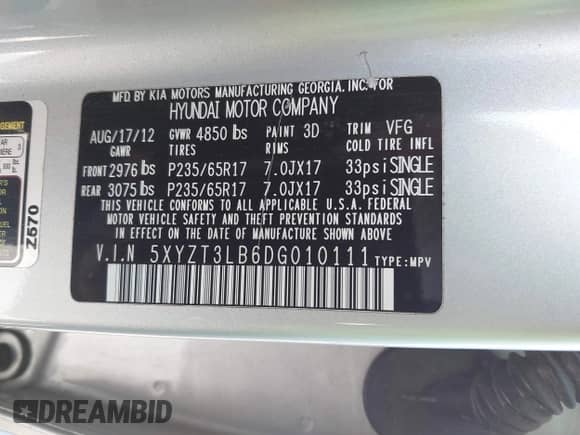 MFD BY KIA MOTORS MANUFACTURING GEORGIA, INC. FOR
HYUNDAI MOTOR COMPANY
AUG/17/12 GVWR 4850 lbs PAINT 3D TRIM VFG
GAWR TIRES RIMS COLD TIRE INFL
FRONT 2976 lbs P235/65R17 7.0JX17 33psi SINGLE
REAR 3075 lbs P235/65R17 7.0JX17 33psi SINGLE
THIS VEHICLE CONFORMS TO ALL APPLICABLE U.S.A. FEDERAL
MOTOR VEHICLE SAFETY AND THEFT PREVENTION STANDARDS
IN EFFECT ON THE DATE OF MANUFACTURE SHOWN ABOVE.
V.I.N 5XYZT3LB6DG010111 TYPE:MPV
Z670
DREAMBID